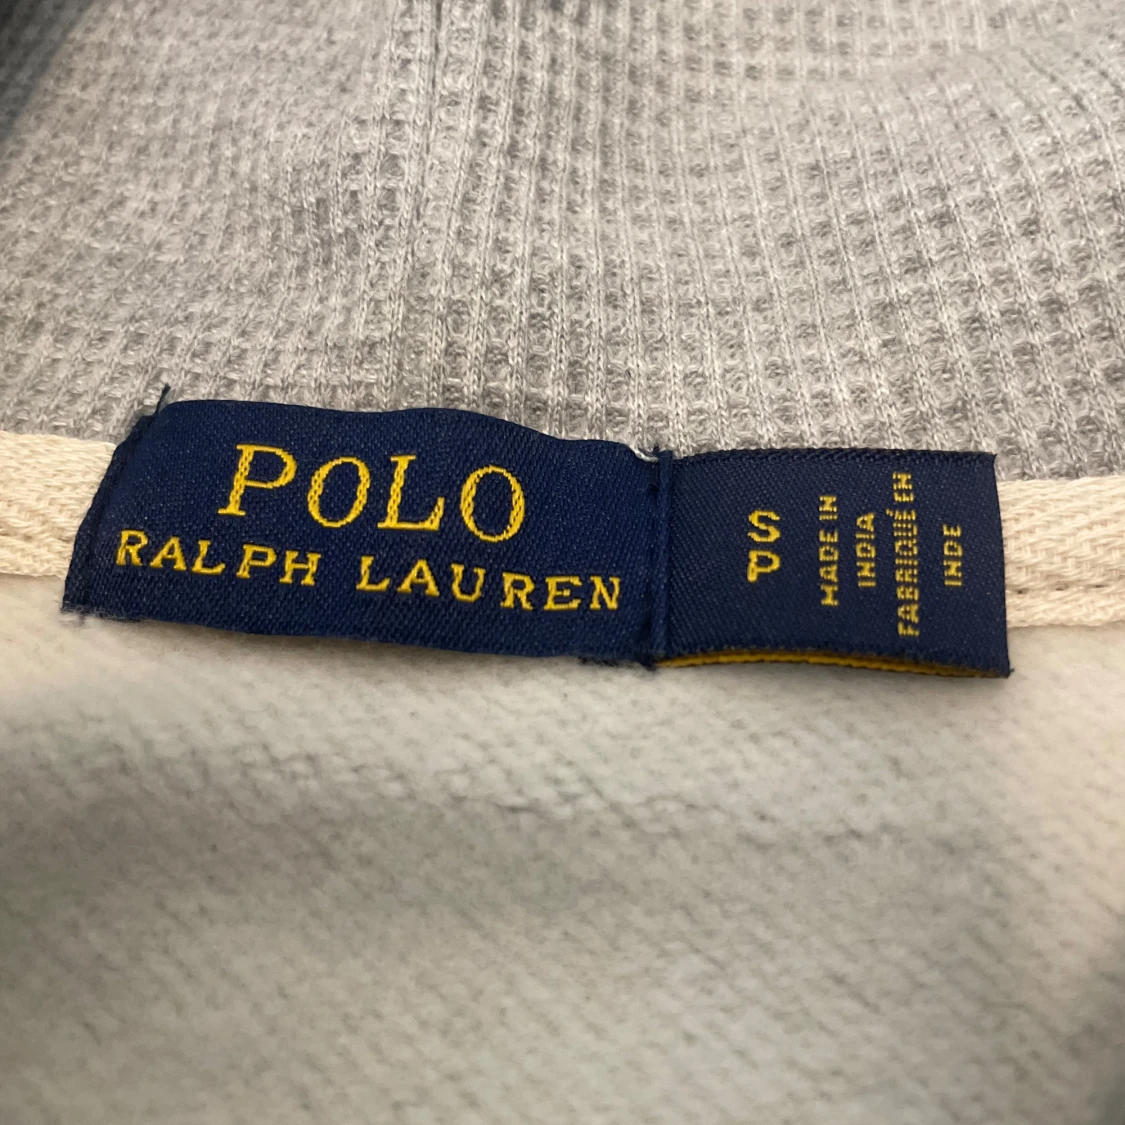 POLO
RALPH LAUREN
S
P
MADE IN
INDIA
FABRIQUÉ EN
INDE